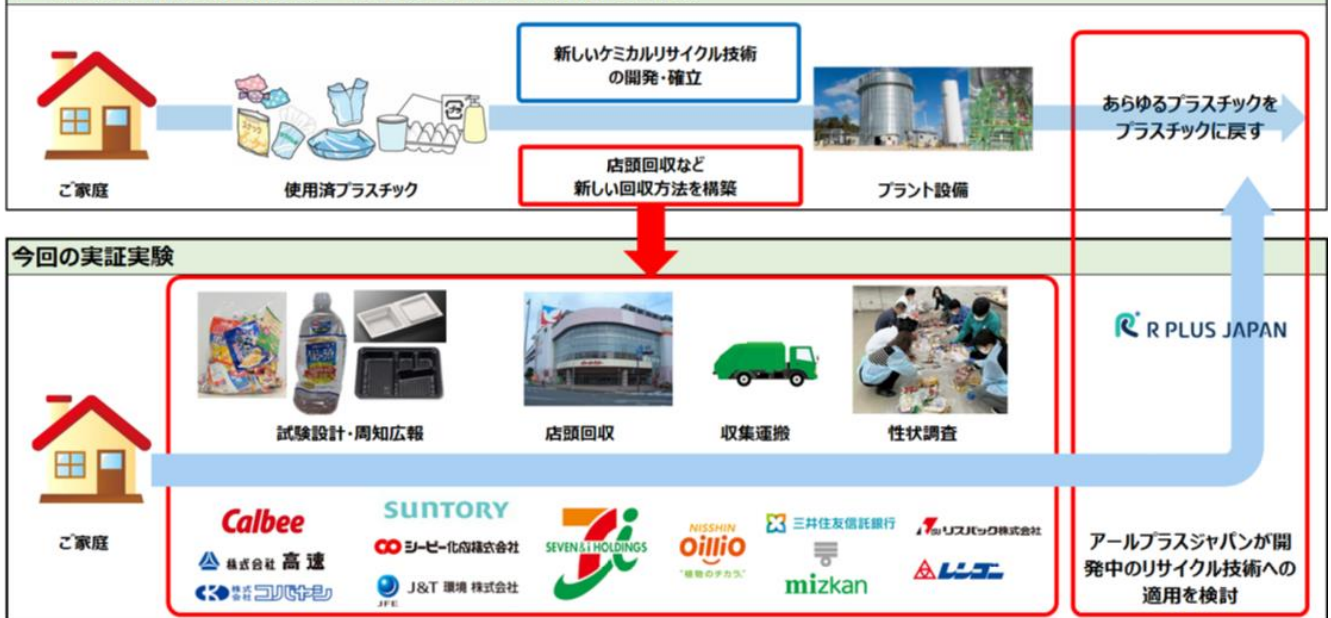 新しいケミカルリサイクル技術
の開発・確立
あらゆるプラスチックを
プラスチックに戻す
店頭回収など
新しい回収方法を構築
ご家庭
使用済プラスチック
プラント設備
今回の実証実験
R PLUS JAPAN
試験設計・周知広報
店頭回収
収集運搬
性状調査
ご家庭
Calbee
SUNTORY
SEVEN&i HOLDINGS
NISSHIN
OilliO
"植物のチカラ"
三井住友信託銀行
リスパック株式会社
株式会社 高速
シーピー化成株式会社
mizkan
レンゴー
株式会社コバヤシ
J&T 環境 株式会社
JFE
アールプラスジャパンが開
発中のリサイクル技術への
適用を検討